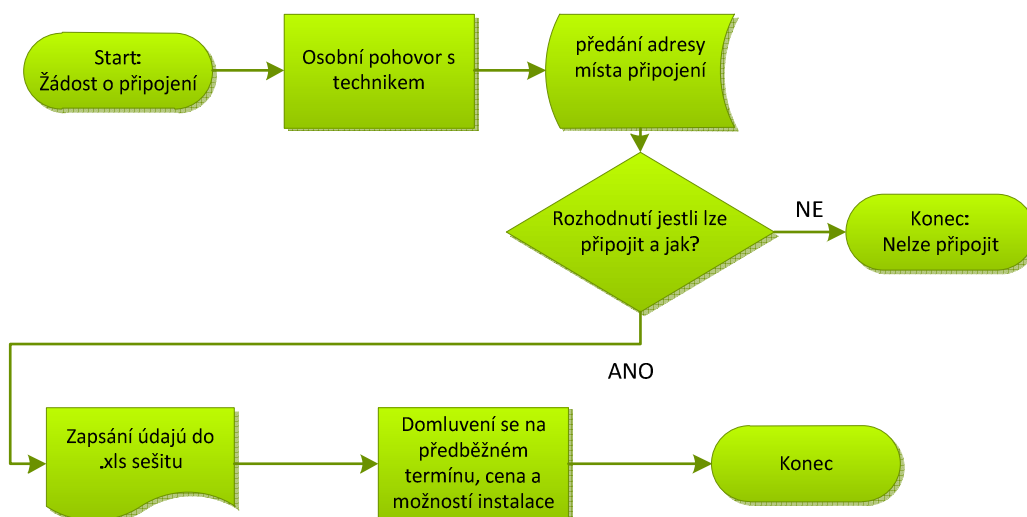 Start:
Žádost o připojení
Osobní pohovor s
technikem
předání adresy
místa připojení
Rozhodnutí jestli lze
připojit a jak?
NE
Konec:
Nelze připojit
ANO
Zapsání údajú do
.xls sešitu
Domluvení se na
předběžném
termínu, cena a
možností instalace
Konec